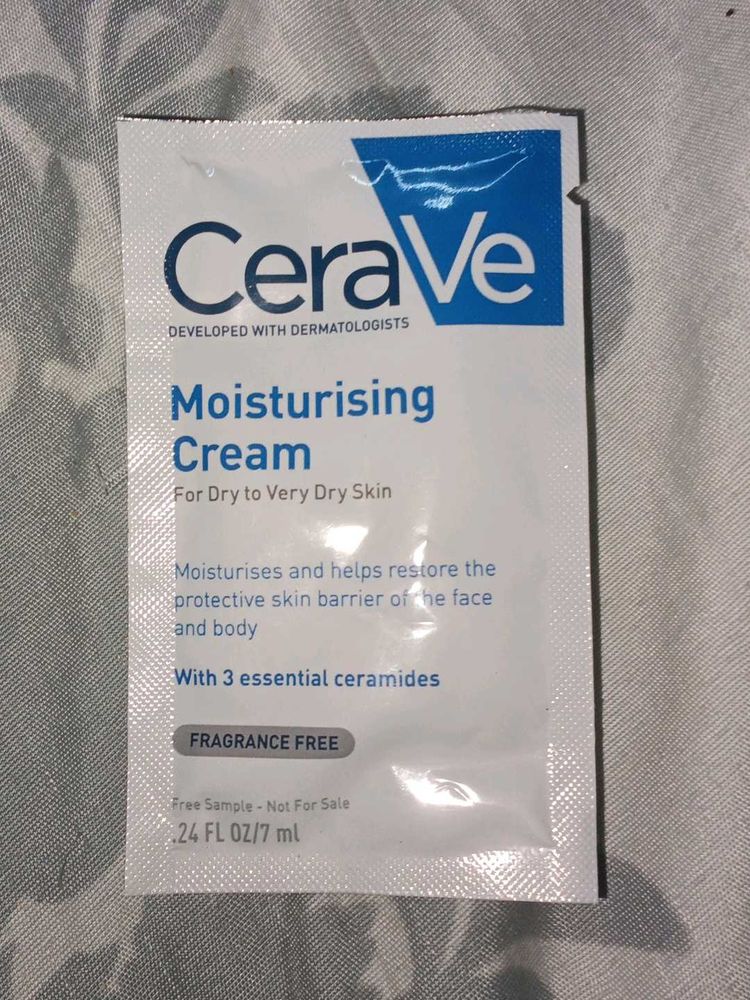 CeraVe
DEVELOPED WITH DERMATOLOGISTS
Moisturising
Cream
For Dry to Very Dry Skin
Moisturises and helps restore the
protective skin barrier of the face
and body
With 3 essential ceramides
FRAGRANCE FREE
Free Sample - Not For Sale
.24 FL OZ/7 ml